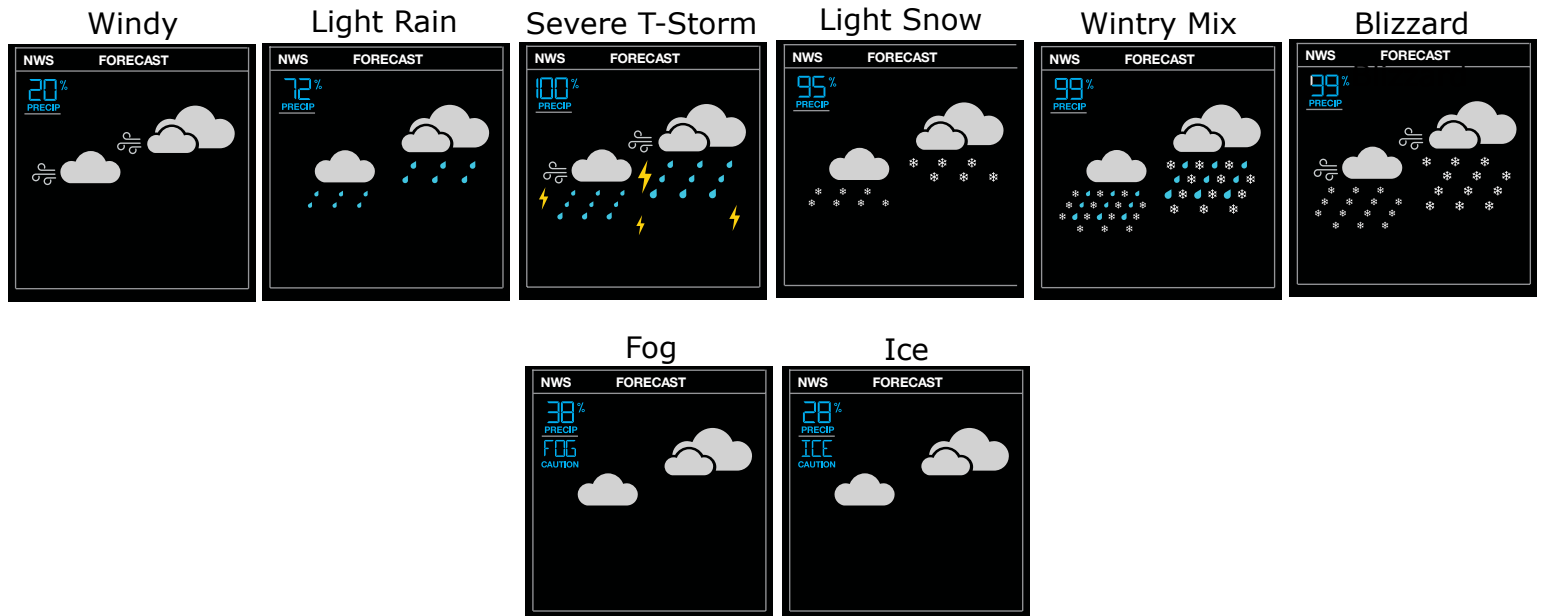 Windy
NWS FORECAST
20%
PRECIP
Light Rain
NWS FORECAST
72%
PRECIP
Severe T-Storm
NWS FORECAST
100%
PRECIP
Light Snow
NWS FORECAST
95%
PRECIP
Wintry Mix
NWS FORECAST
99%
PRECIP
Blizzard
NWS FORECAST
99%
PRECIP
Fog
NWS FORECAST
38%
PRECIP
FOG
CAUTION
Ice
NWS FORECAST
28%
PRECIP
ICE
CAUTION